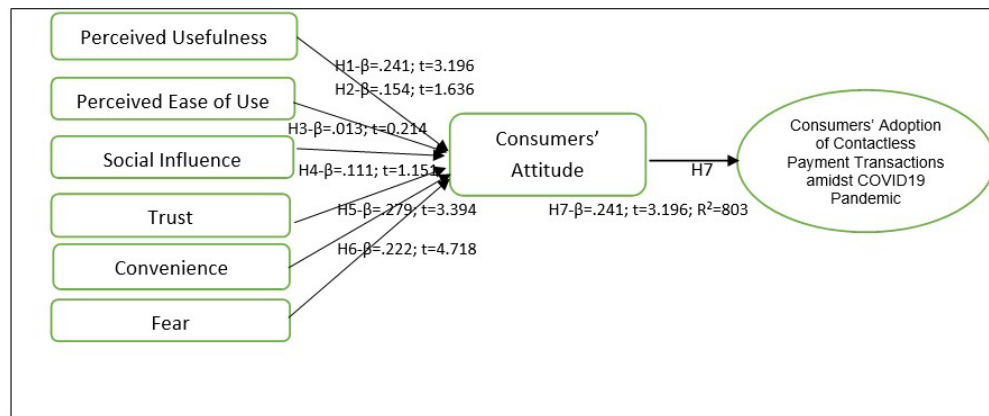 Perceived Usefulness
H1-β=.241; t=3.196
H2-β=.154; t=1.636
Perceived Ease of Use
H3-β=.013; t=0.214
Social Influence
H4-β=.111; t=1.151
Trust
H5-β=.279; t=3.394
Convenience
H6-β=.222; t=4.718
Fear
Consumers’
Attitude
H7
H7-β=.241; t=3.196; R²=803
Consumers’ Adoption
of Contactless
Payment Transactions
amidst COVID19
Pandemic